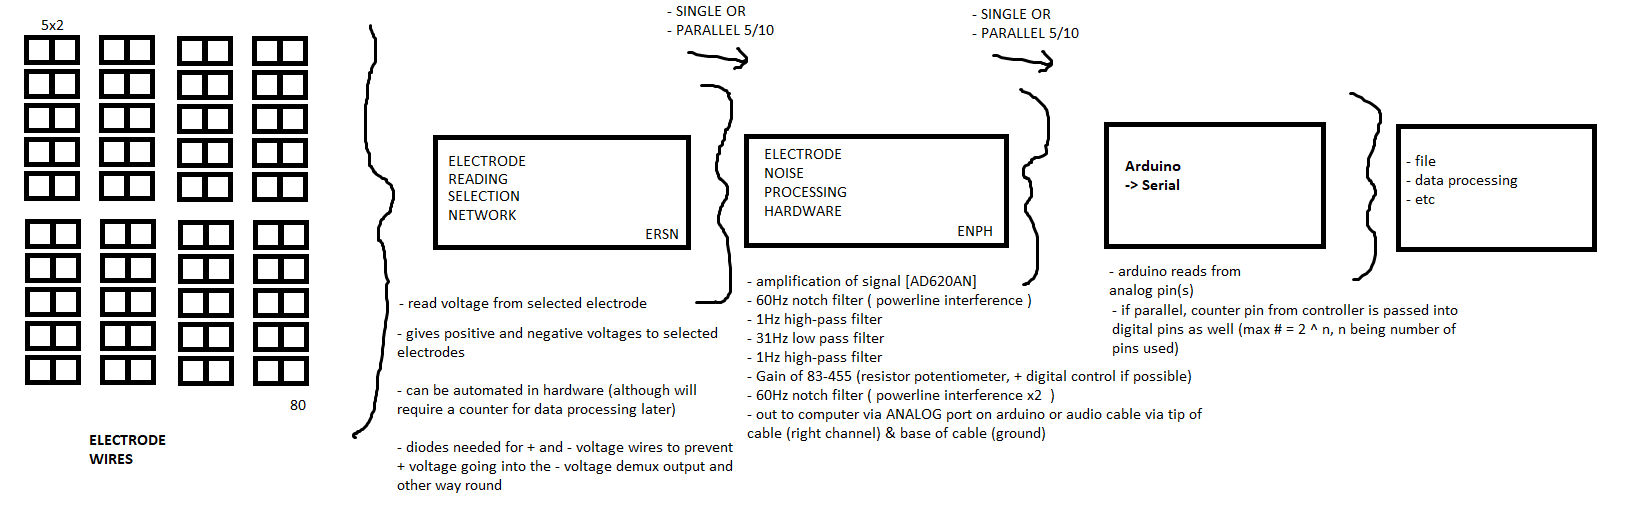 5x2
80
ELECTRODE
WIRES
ELECTRODE
READING
SELECTION
NETWORK
ERSN
- read voltage from selected electrode
- gives positive and negative voltages to selected
electrodes
- can be automated in hardware (although will
require a counter for data processing later)
- diodes needed for + and - voltage wires to prevent
+ voltage going into the - voltage demux output and
other way round
- SINGLE OR
- PARALLEL 5/10
ELECTRODE
NOISE
PROCESSING
HARDWARE
ENPH
- amplification of signal [AD620AN]
- 60Hz notch filter ( powerline interference )
- 1Hz high-pass filter
- 31Hz low pass filter
- 1Hz high-pass filter
- Gain of 83-455 (resistor potentiometer, + digital control if possible)
- 60Hz notch filter ( powerline interference x2  )
- out to computer via ANALOG port on arduino or audio cable via tip of
cable (right channel) & base of cable (ground)
- SINGLE OR
- PARALLEL 5/10
Arduino
-> Serial
- arduino reads from
analog pin(s)
- if parallel, counter pin from controller is passed into
digital pins as well (max # = 2 ^ n, n being number of
pins used)
- file
- data processing
- etc